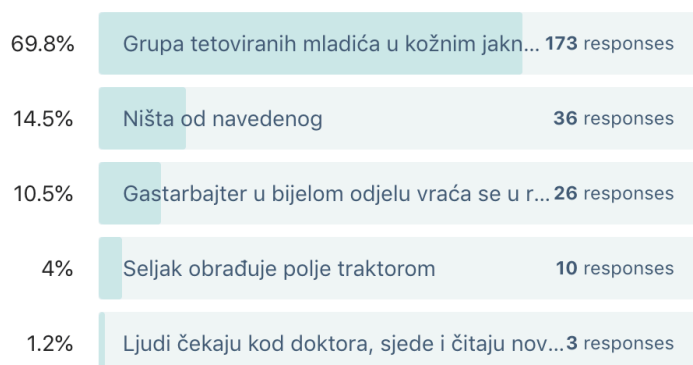 69.8% Grupa tetoviranih mladića u kožnim jakn... 173 responses
14.5% Ništa od navedenog 36 responses
10.5% Gastarbajter u bijelom odjelu vraća se u r... 26 responses
4% Seljak obrađuje polje traktorom 10 responses
1.2% Ljudi čekaju kod doktora, sjede i čitaju nov... 3 responses